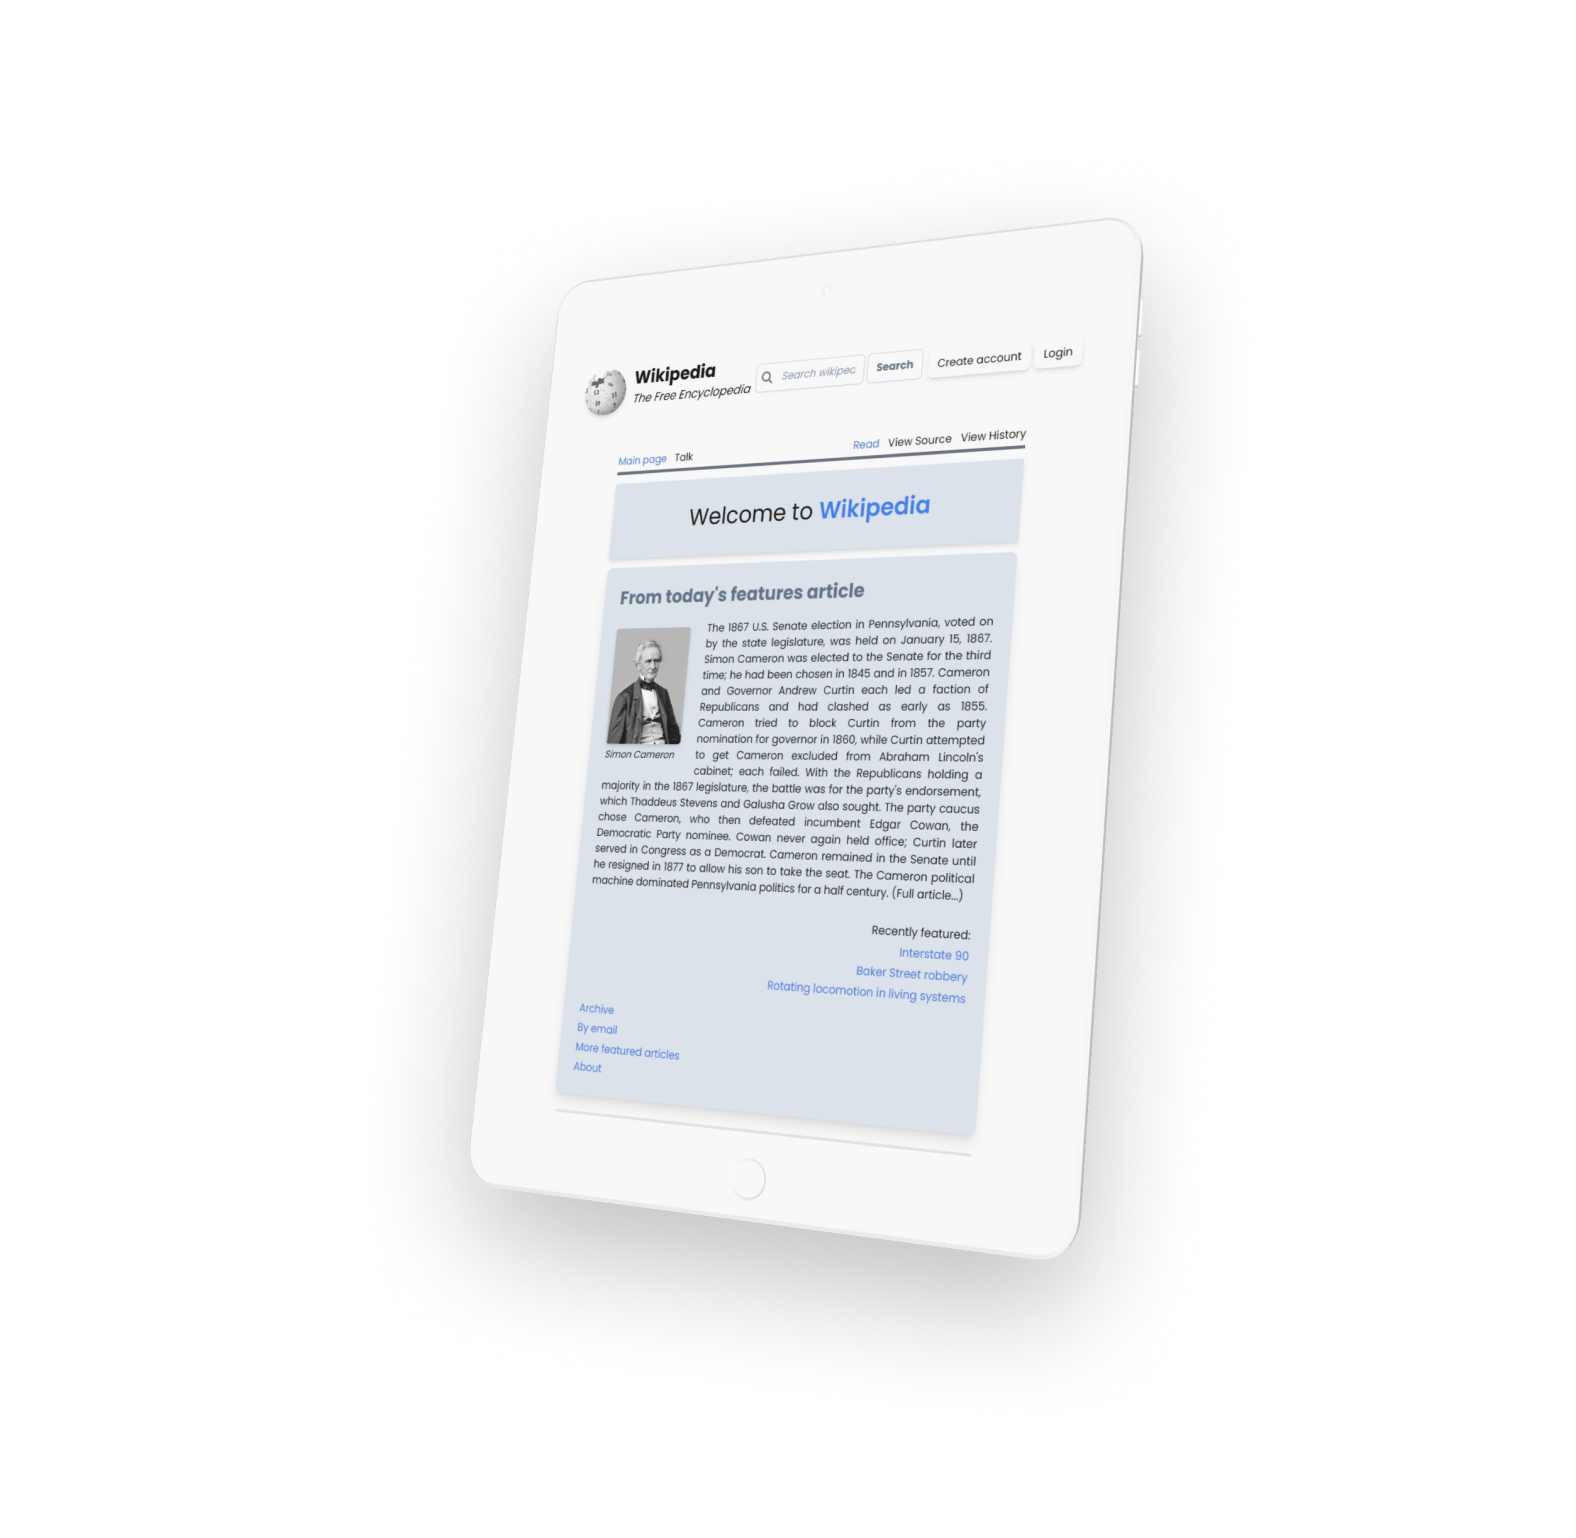 Wikipedia
The Free Encyclopedia
Search wikipec
Search
Create account
Login
Main page Talk
Read View Source View History
Welcome to Wikipedia
From today's features article
The 1867 U.S. Senate election in Pennsylvania, voted on
by the state legislature, was held on January 15, 1867.
Simon Cameron was elected to the Senate for the third
time; he had been chosen in 1845 and in 1857. Cameron
and Governor Andrew Curtin each led a faction of
Republicans and had clashed as early as 1855.
Cameron tried to block Curtin from the party
nomination for governor in 1860, while Curtin attempted
to get Cameron excluded from Abraham Lincoln's
cabinet; each failed. With the Republicans holding a
Simon Cameron
majority in the 1867 legislature, the battle was for the party's endorsement,
which Thaddeus Stevens and Galusha Grow also sought. The party caucus
chose Cameron, who then defeated incumbent Edgar Cowan, the
Democratic Party nominee. Cowan never again held office; Curtin later
served in Congress as a Democrat. Cameron remained in the Senate until
he resigned in 1877 to allow his son to take the seat. The Cameron political
machine dominated Pennsylvania politics for a half century. (Full article...)
Recently featured:
Interstate 90
Baker Street robbery
Rotating locomotion in living systems
Archive
By email
More featured articles
About